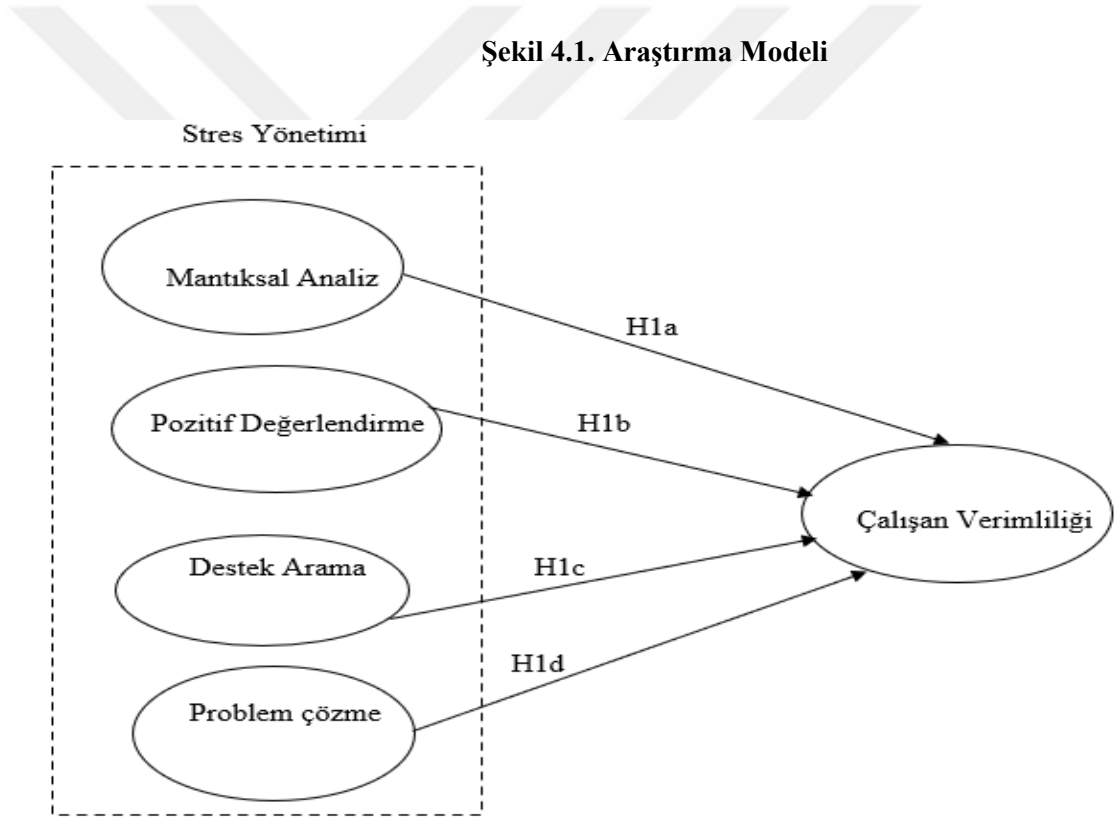 Şekil 4.1. Araştırma Modeli
Stres Yönetimi
Mantıksal Analiz
H1a
Pozitif Değerlendirme
H1b
Çalışan Verimliliği
Destek Arama
H1c
H1d
Problem çözme